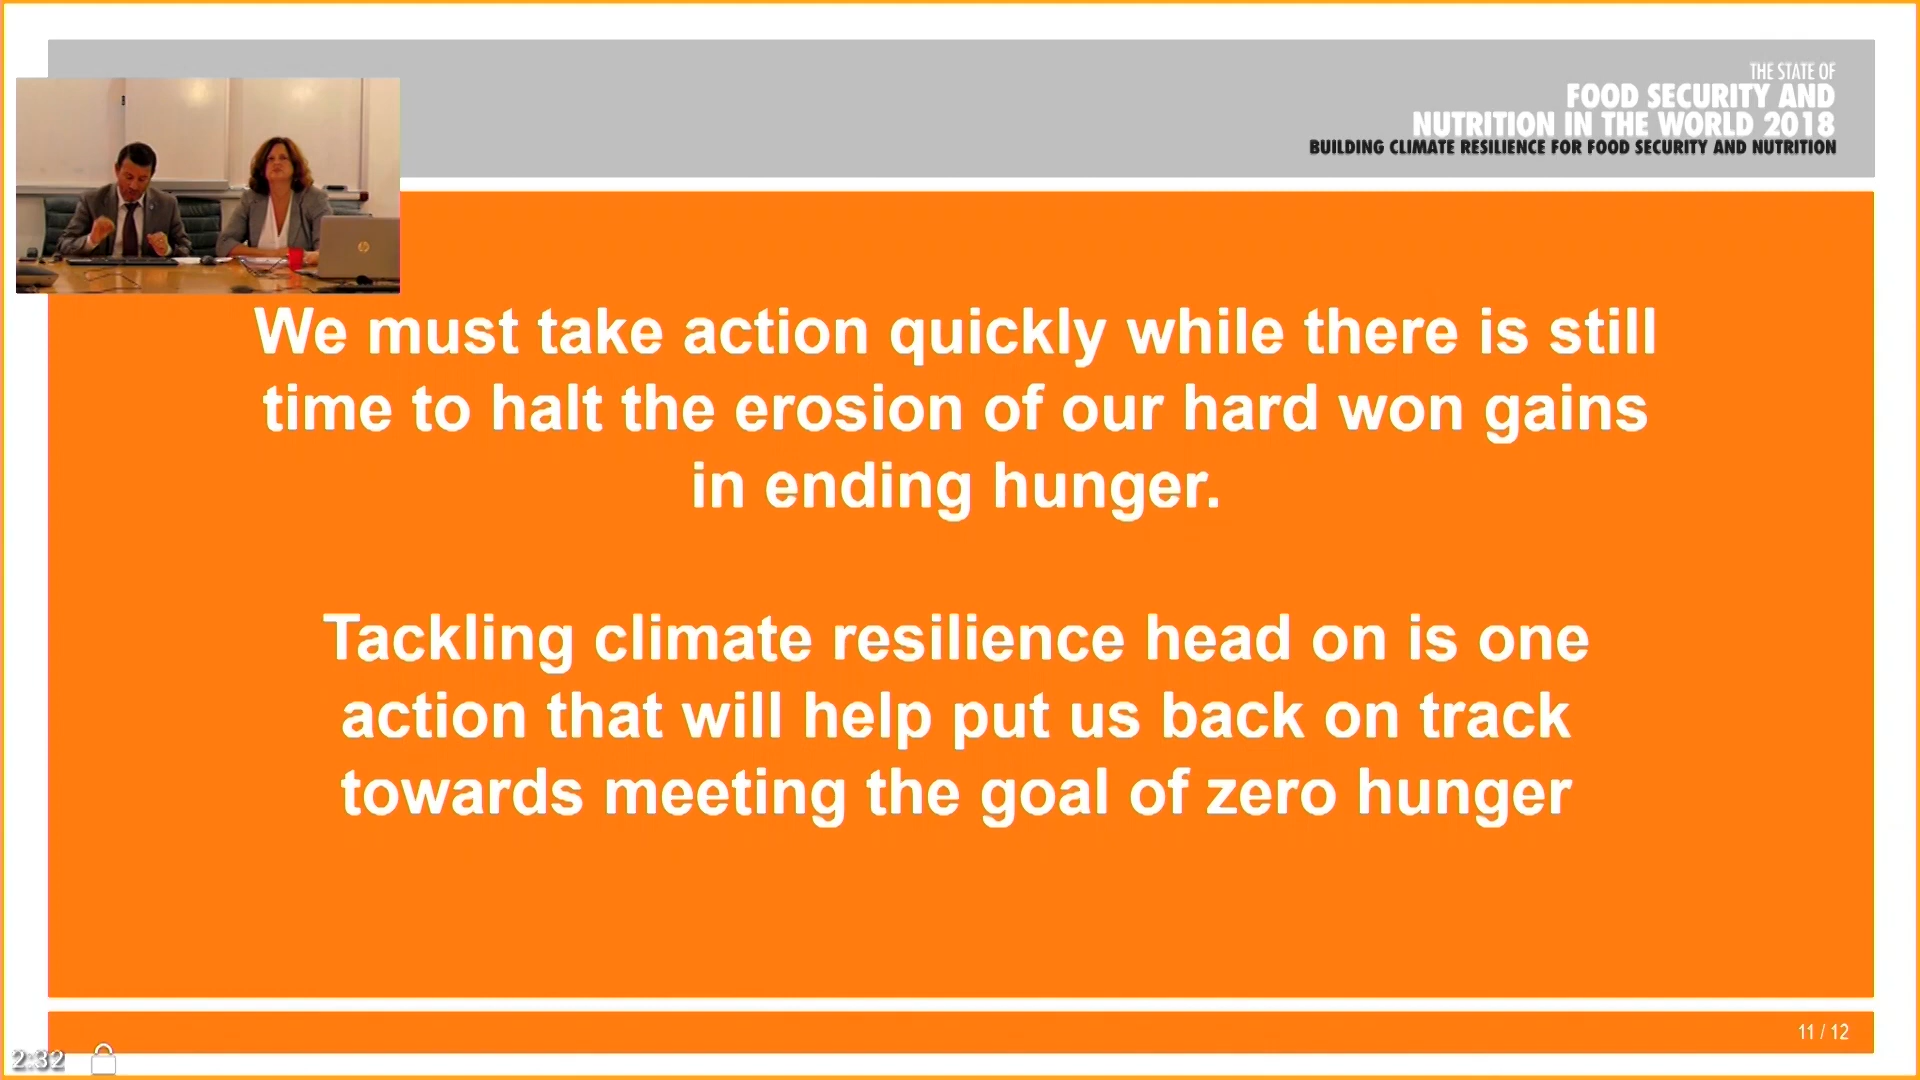 THE STATE OF
FOOD SECURITY AND
NUTRITION IN THE WORLD 2018
BUILDING CLIMATE RESILIENCE FOR FOOD SECURITY AND NUTRITION
hp
We must take action quickly while there is still
time to halt the erosion of our hard won gains
in ending hunger.
Tackling climate resilience head on is one
action that will help put us back on track
towards meeting the goal of zero hunger
11 / 12
2:32